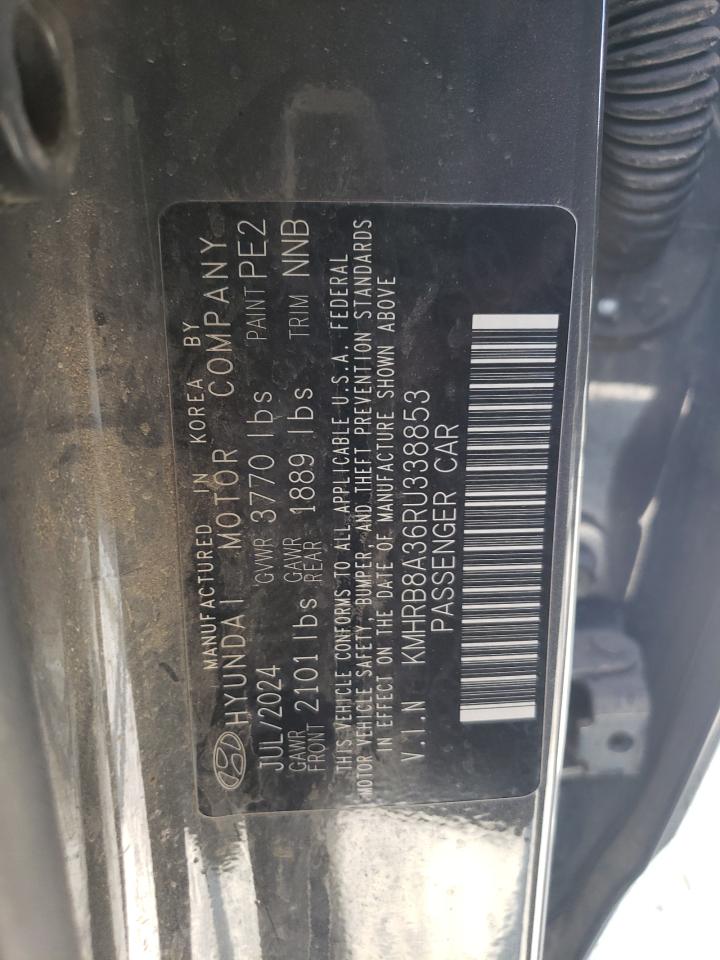 MANUFACTURED IN KOREA BY
HYUNDAI MOTOR COMPANY
JUL/2024 GVWR 3770 lbs PAINT PE2
GAWR FRONT 2101 lbs GAWR REAR 1889 lbs TRIM NNB
THIS VEHICLE CONFORMS TO ALL APPLICABLE U.S.A. FEDERAL
MOTOR VEHICLE SAFETY, BUMPER, AND THEFT PREVENTION STANDARDS
IN EFFECT ON THE DATE OF MANUFACTURE SHOWN ABOVE
V.I.N KMHRB8A36RU338853
PASSENGER CAR